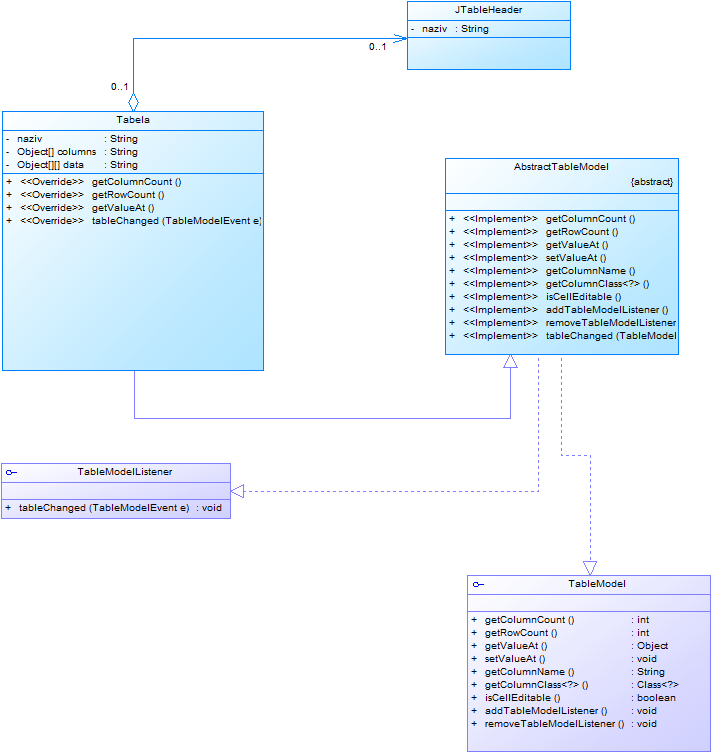 JTableHeader
- naziv : String
0..1
0..1
Tabela
- naziv : String
- Object[] columns : String
- Object[][] data : String
+ <<Override>> getColumnCount ()
+ <<Override>> getRowCount ()
+ <<Override>> getValueAt ()
+ <<Override>> tableChanged (TableModelEvent e)
AbstractTableModel
{abstract}
+ <<Implement>> getColumnCount ()
+ <<Implement>> getRowCount ()
+ <<Implement>> getValueAt ()
+ <<Implement>> setValueAt ()
+ <<Implement>> getColumnName ()
+ <<Implement>> getColumnClass<?> ()
+ <<Implement>> isCellEditable ()
+ <<Implement>> addTableModelListener ()
+ <<Implement>> removeTableModelListener
+ <<Implement>> tableChanged (TableModel
TableModelListener
+ tableChanged (TableModelEvent e) : void
TableModel
+ getColumnCount () : int
+ getRowCount () : int
+ getValueAt () : Object
+ setValueAt () : void
+ getColumnName () : String
+ getColumnClass<?> () : Class<?>
+ isCellEditable () : boolean
+ addTableModelListener () : void
+ removeTableModelListener () : void